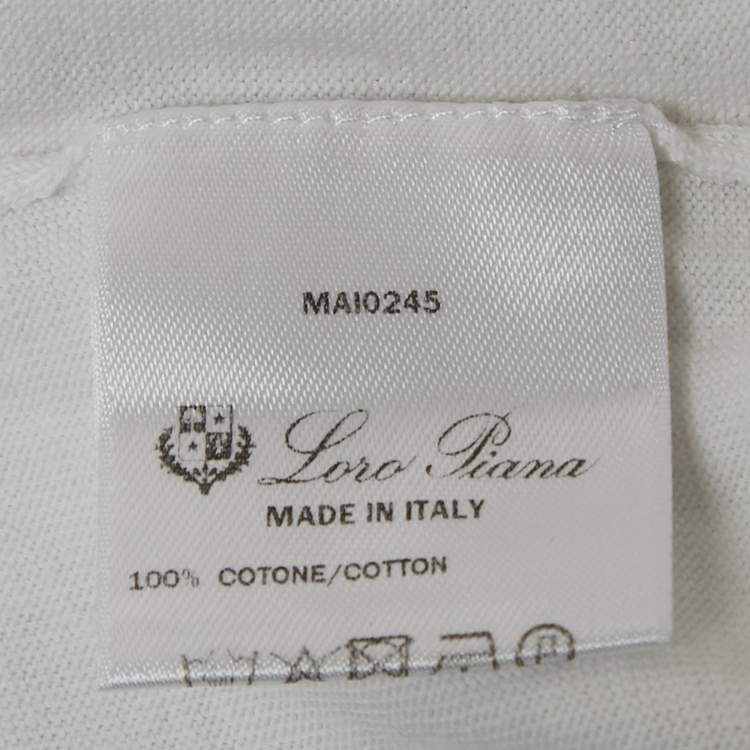 MAI0245
Loro Piana
MADE IN ITALY
100% COTONE/COTTON